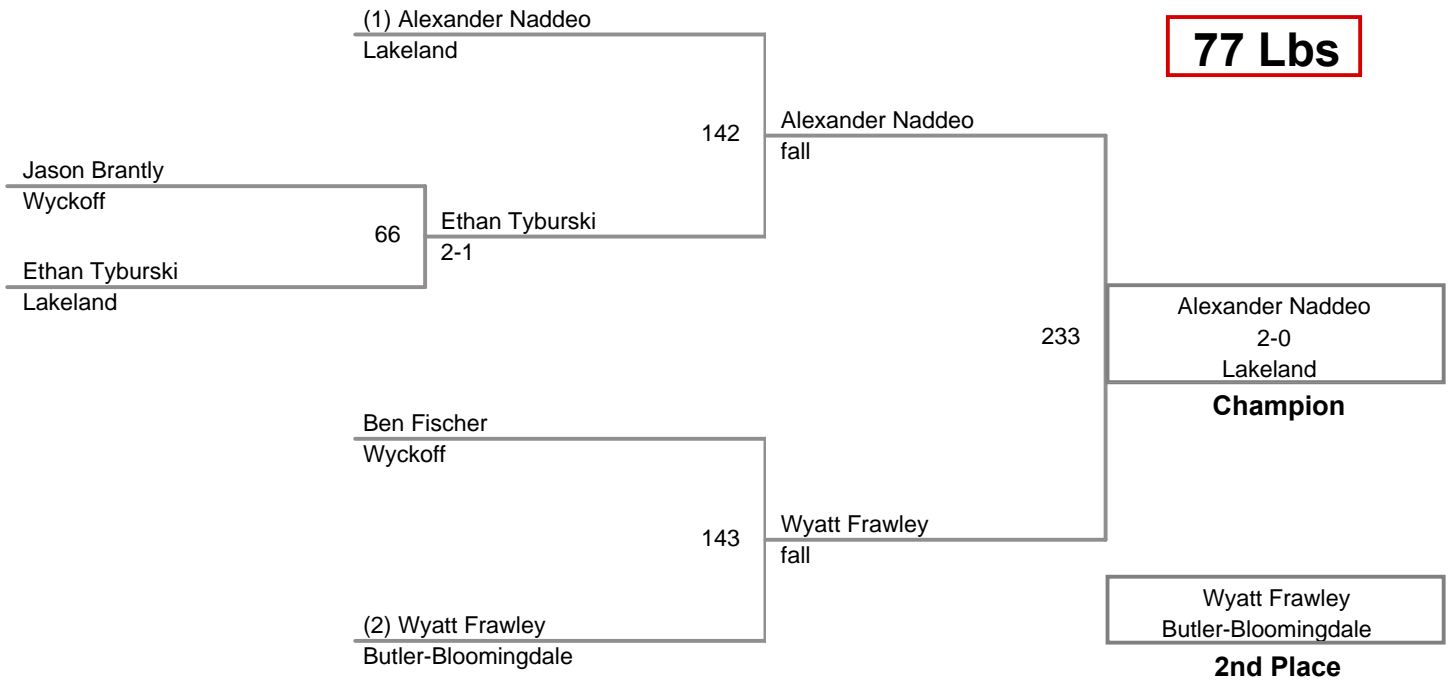 (1) Alexander Naddeo
Lakeland
77 Lbs
142
Alexander Naddeo
fall
Jason Brantly
Wyckoff
66
Ethan Tyburski
2-1
Ethan Tyburski
Lakeland
233
Alexander Naddeo
2-0
Lakeland
Champion
Ben Fischer
Wyckoff
143
Wyatt Frawley
fall
(2) Wyatt Frawley
Butler-Bloomingdale
Wyatt Frawley
Butler-Bloomingdale
2nd Place